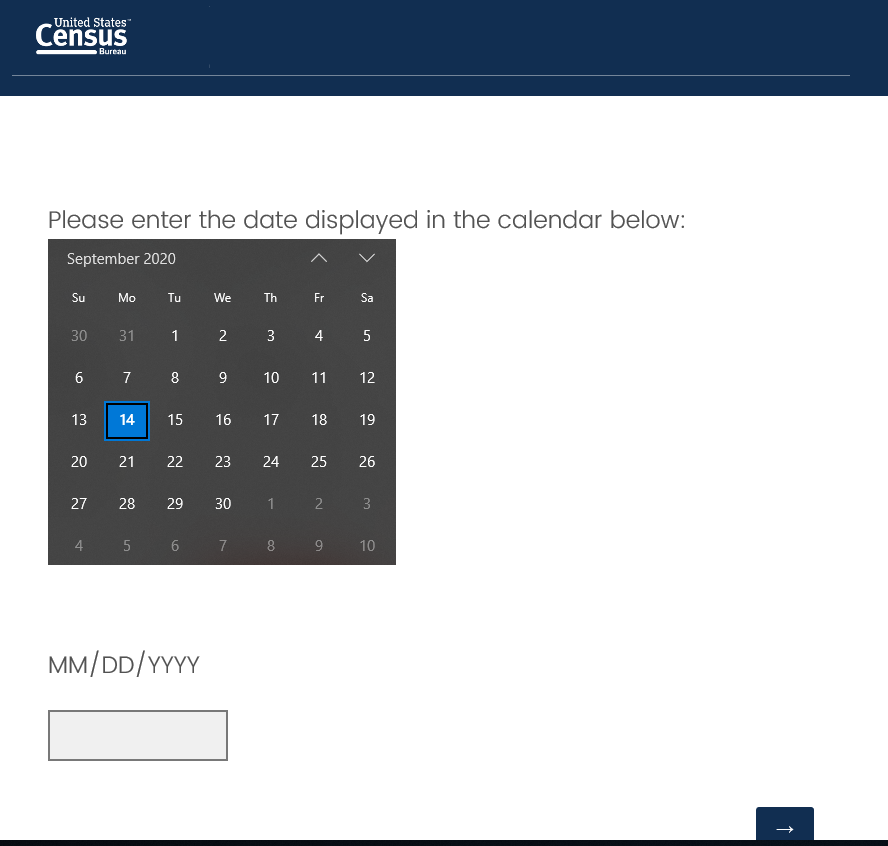 United States™
Census
Bureau
Please enter the date displayed in the calendar below:
September 2020
Su Mo Tu We Th Fr Sa
30 31 1 2 3 4 5
6 7 8 9 10 11 12
13 14 15 16 17 18 19
20 21 22 23 24 25 26
27 28 29 30 1 2 3
4 5 6 7 8 9 10
MM/DD/YYYY
→